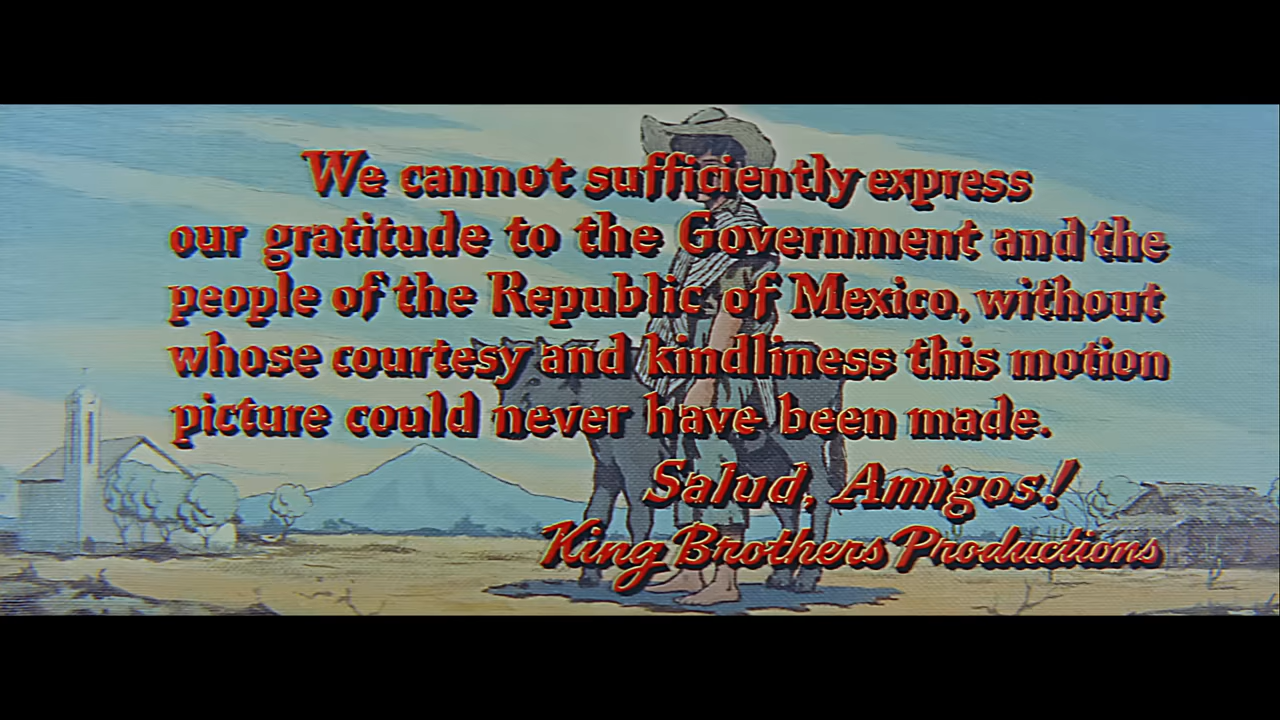 We cannot sufficiently express
our gratitude to the Government and the
people of the Republic of Mexico, without
whose courtesy and kindliness this motion
picture could never have been made.
Salud, Amigos!
King Brothers Productions